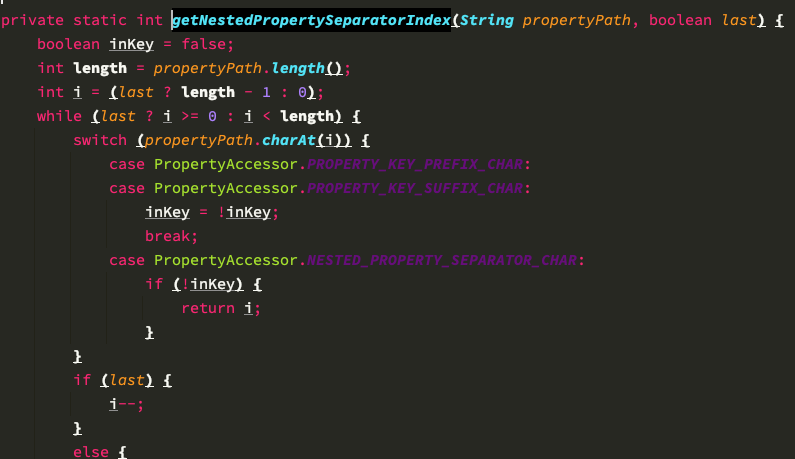 private static int getNestedPropertySeparatorIndex(String propertyPath, boolean last) {
boolean inKey = false;
int length = propertyPath.length();
int i = (last ? length - 1 : 0);
while (last ? i >= 0 : i < length) {
switch (propertyPath.charAt(i)) {
case PropertyAccessor.PROPERTY_KEY_PREFIX_CHAR:
case PropertyAccessor.PROPERTY_KEY_SUFFIX_CHAR:
inKey = !inKey;
break;
case PropertyAccessor.NESTED_PROPERTY_SEPARATOR_CHAR:
if (!inKey) {
return i;
}
}
if (last) {
i--;
}
else {